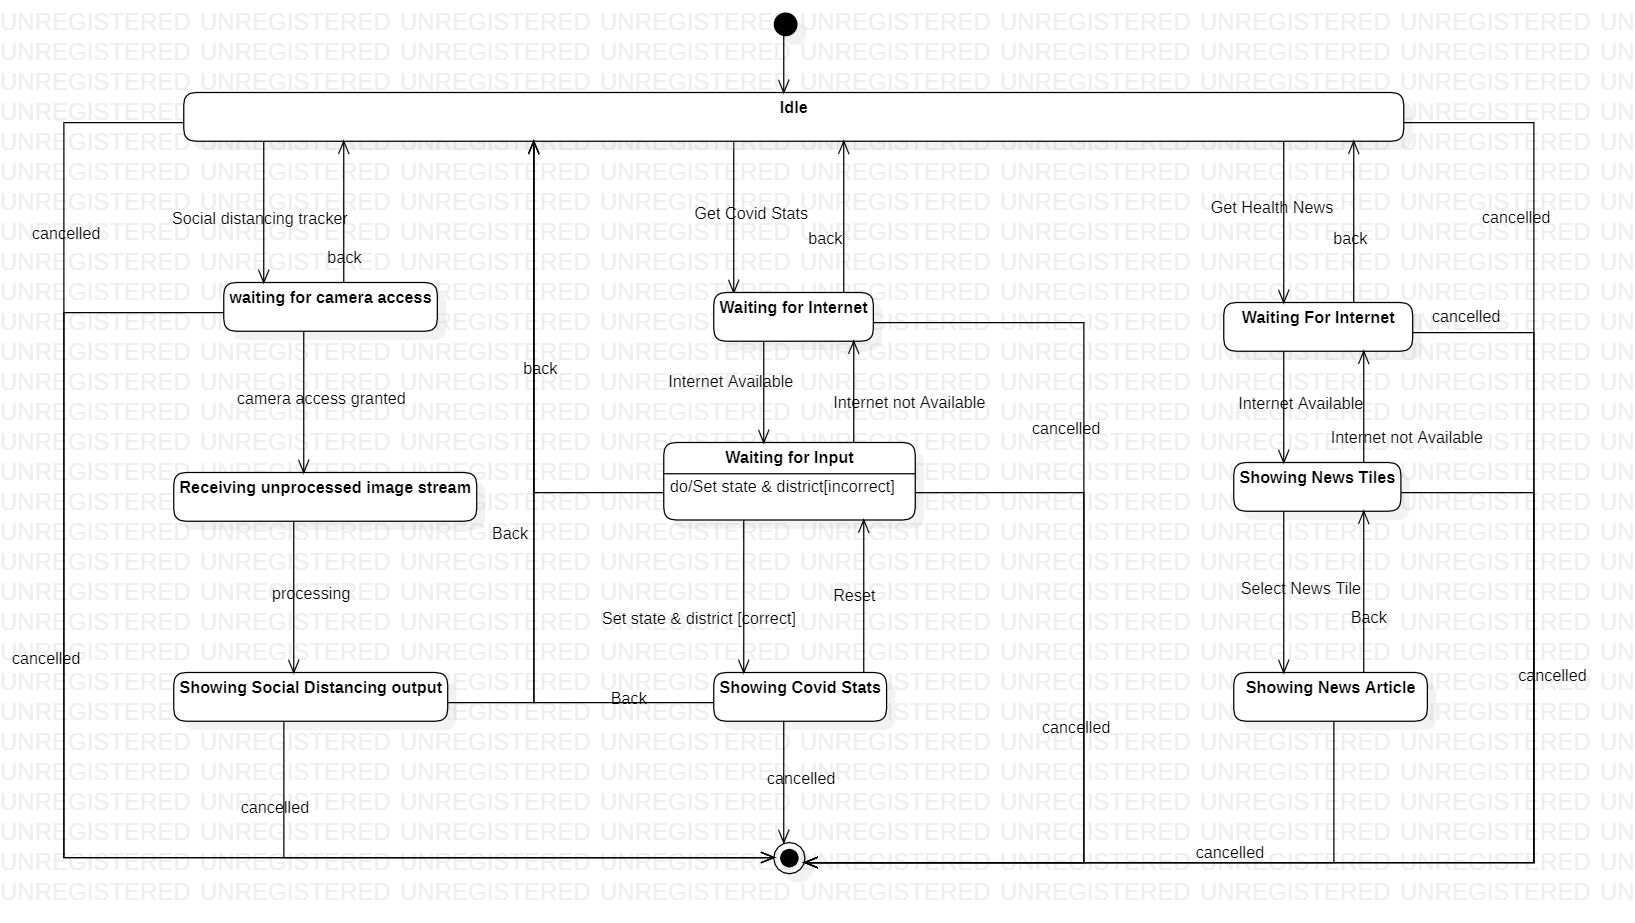 Idle
Social distancing tracker
Get Covid Stats
Get Health News
cancelled
cancelled
back
back
back
waiting for camera access
Waiting for Internet
Waiting For Internet
cancelled
back
Internet Available
Internet not Available
camera access granted
Internet Available
cancelled
Internet not Available
Waiting for Input
do/Set state & district[incorrect]
Receiving unprocessed image stream
Showing News Tiles
Back
processing
Reset
Select News Tile
Set state & district [correct]
Back
cancelled
cancelled
Showing Social Distancing output
Back
Showing Covid Stats
Showing News Article
cancelled
cancelled
cancelled
cancelled
UNREGISTERED